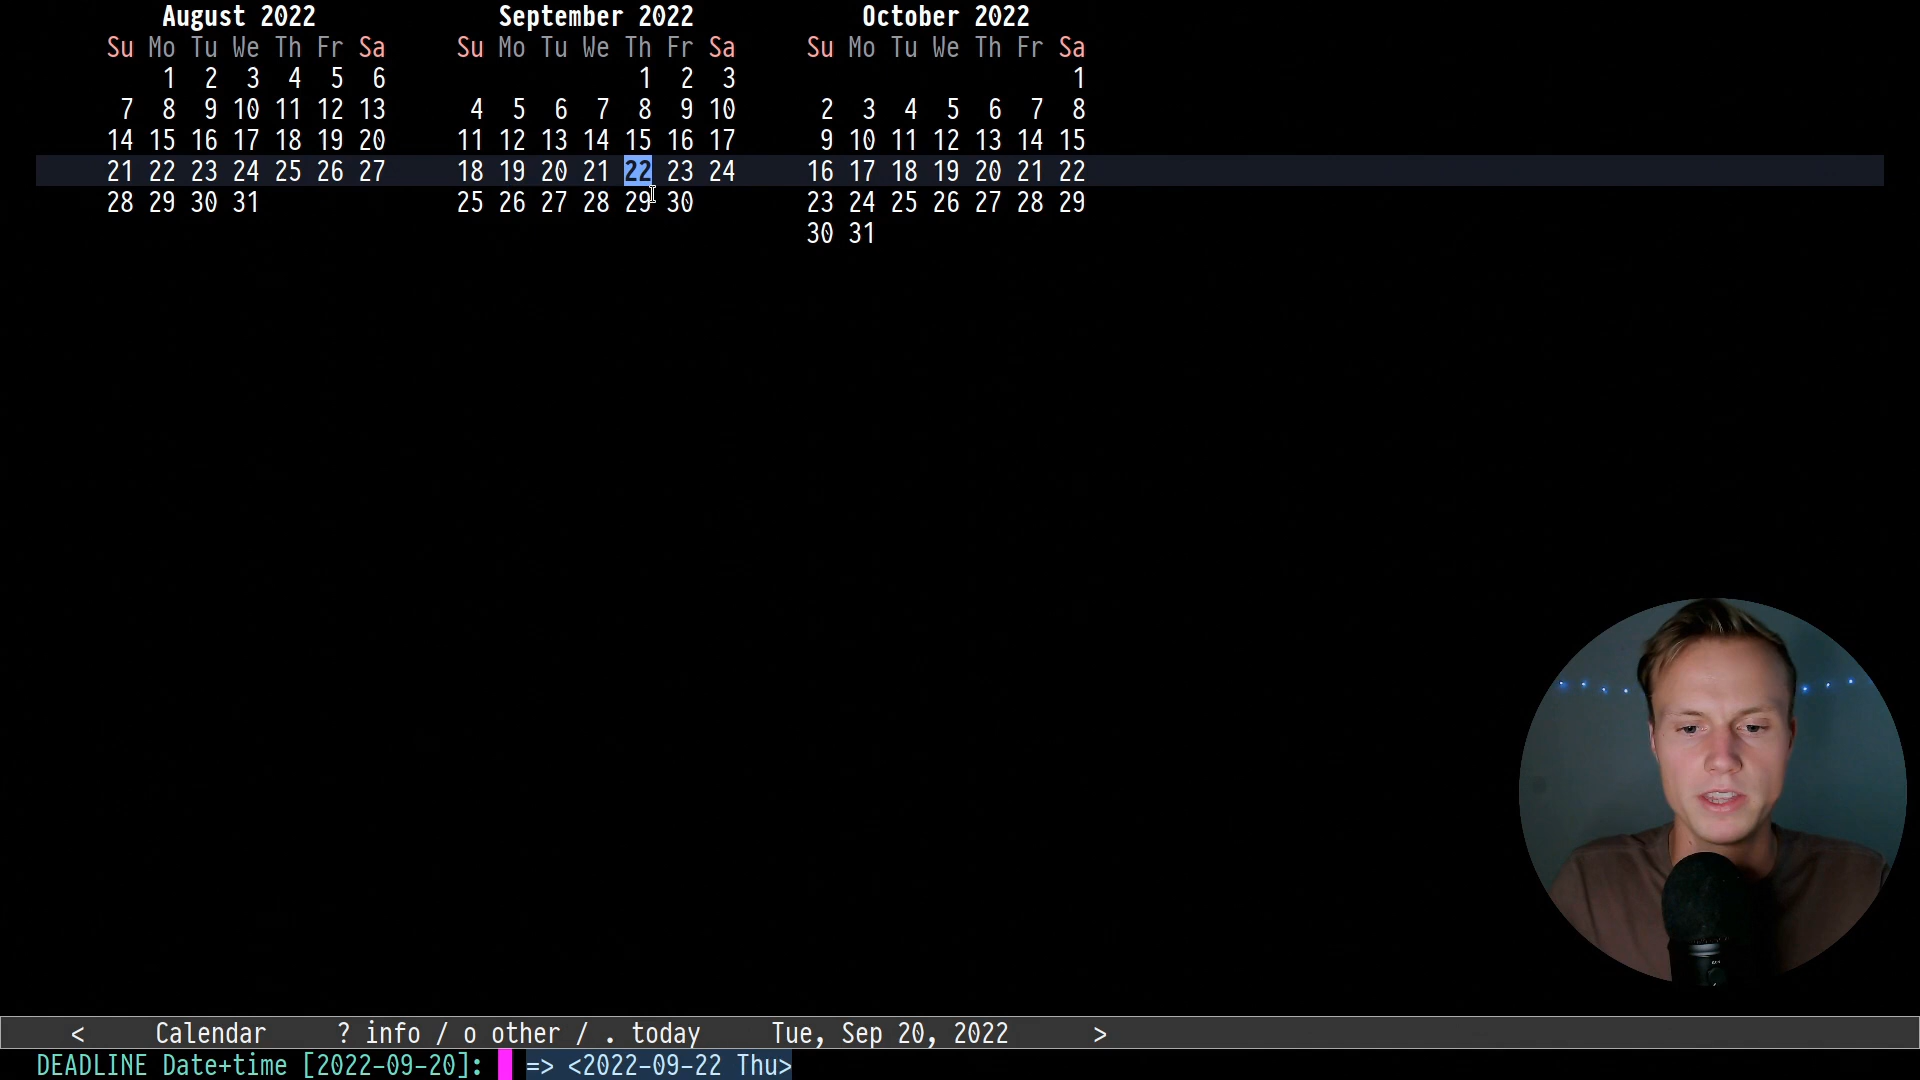 August 2022 September 2022 October 2022
Su Mo Tu We Th Fr Sa Su Mo Tu We Th Fr Sa Su Mo Tu We Th Fr Sa
1 2 3 4 5 6 1 2 3 1
7 8 9 10 11 12 13 4 5 6 7 8 9 10 2 3 4 5 6 7 8
14 15 16 17 18 19 20 11 12 13 14 15 16 17 9 10 11 12 13 14 15
21 22 23 24 25 26 27 18 19 20 21 22 23 24 16 17 18 19 20 21 22
28 29 30 31 25 26 27 28 29 30 23 24 25 26 27 28 29
30 31
< Calendar ? info / o other / . today Tue, Sep 20, 2022 >
DEADLINE Date+time [2022-09-20]: => <2022-09-22 Thu>